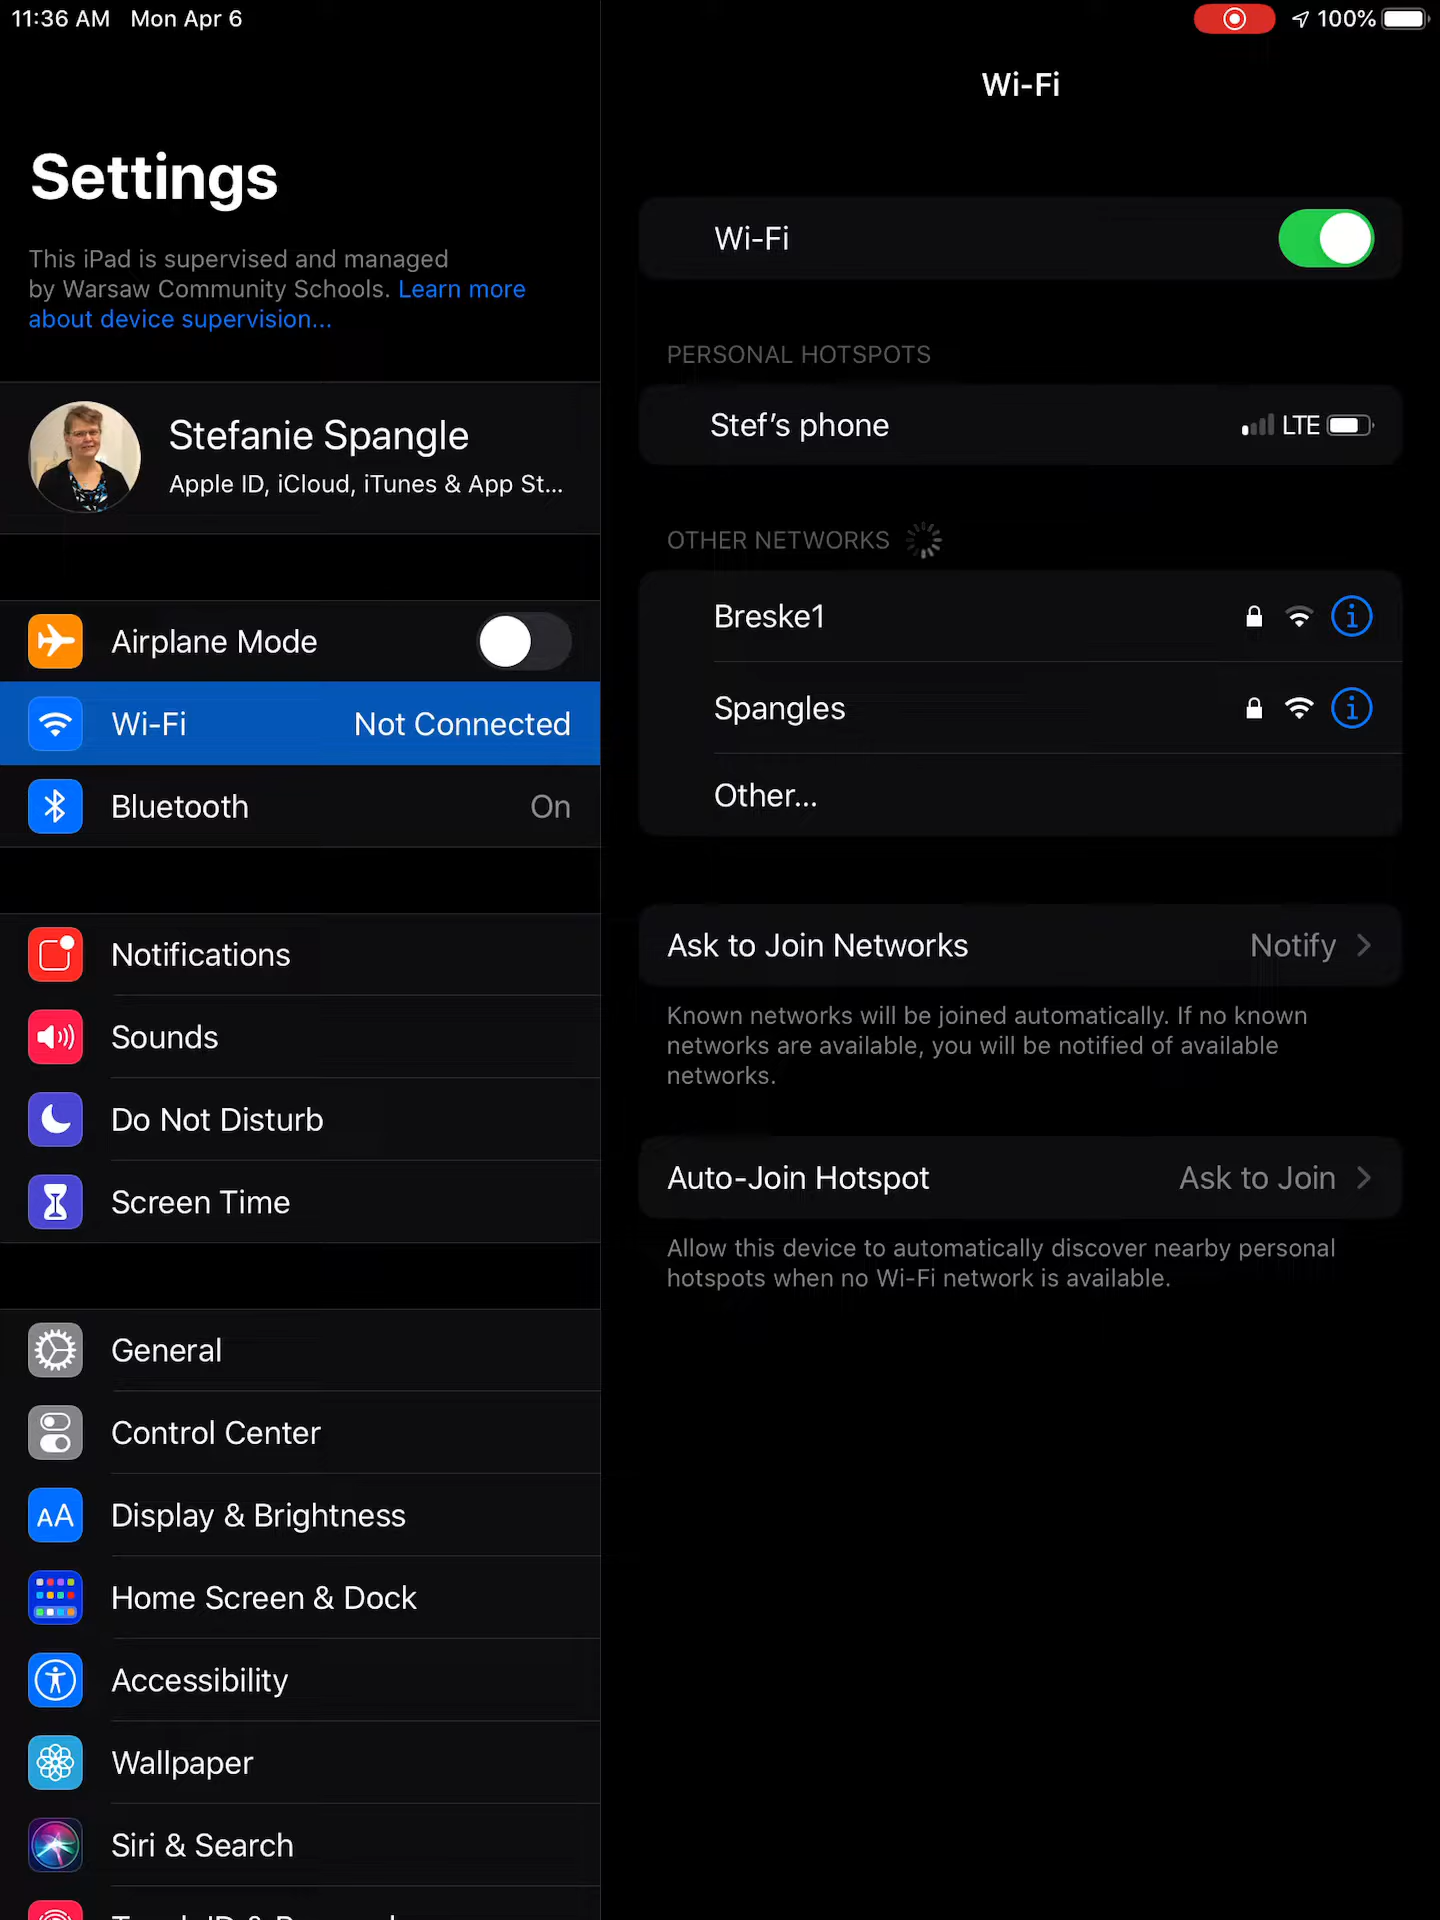 11:36 AM Mon Apr 6
100%
Settings
This iPad is supervised and managed
by Warsaw Community Schools. Learn more
about device supervision...
Stefanie Spangle
Apple ID, iCloud, iTunes & App St...
Airplane Mode
Wi-Fi Not Connected
Bluetooth On
Notifications
Sounds
Do Not Disturb
Screen Time
General
Control Center
AA Display & Brightness
Home Screen & Dock
Accessibility
Wallpaper
Siri & Search
Wi-Fi
Wi-Fi
PERSONAL HOTSPOTS
Stef’s phone LTE
OTHER NETWORKS
Breske1
Spangles
Other...
Ask to Join Networks Notify
Known networks will be joined automatically. If no known
networks are available, you will be notified of available
networks.
Auto-Join Hotspot Ask to Join
Allow this device to automatically discover nearby personal
hotspots when no Wi-Fi network is available.